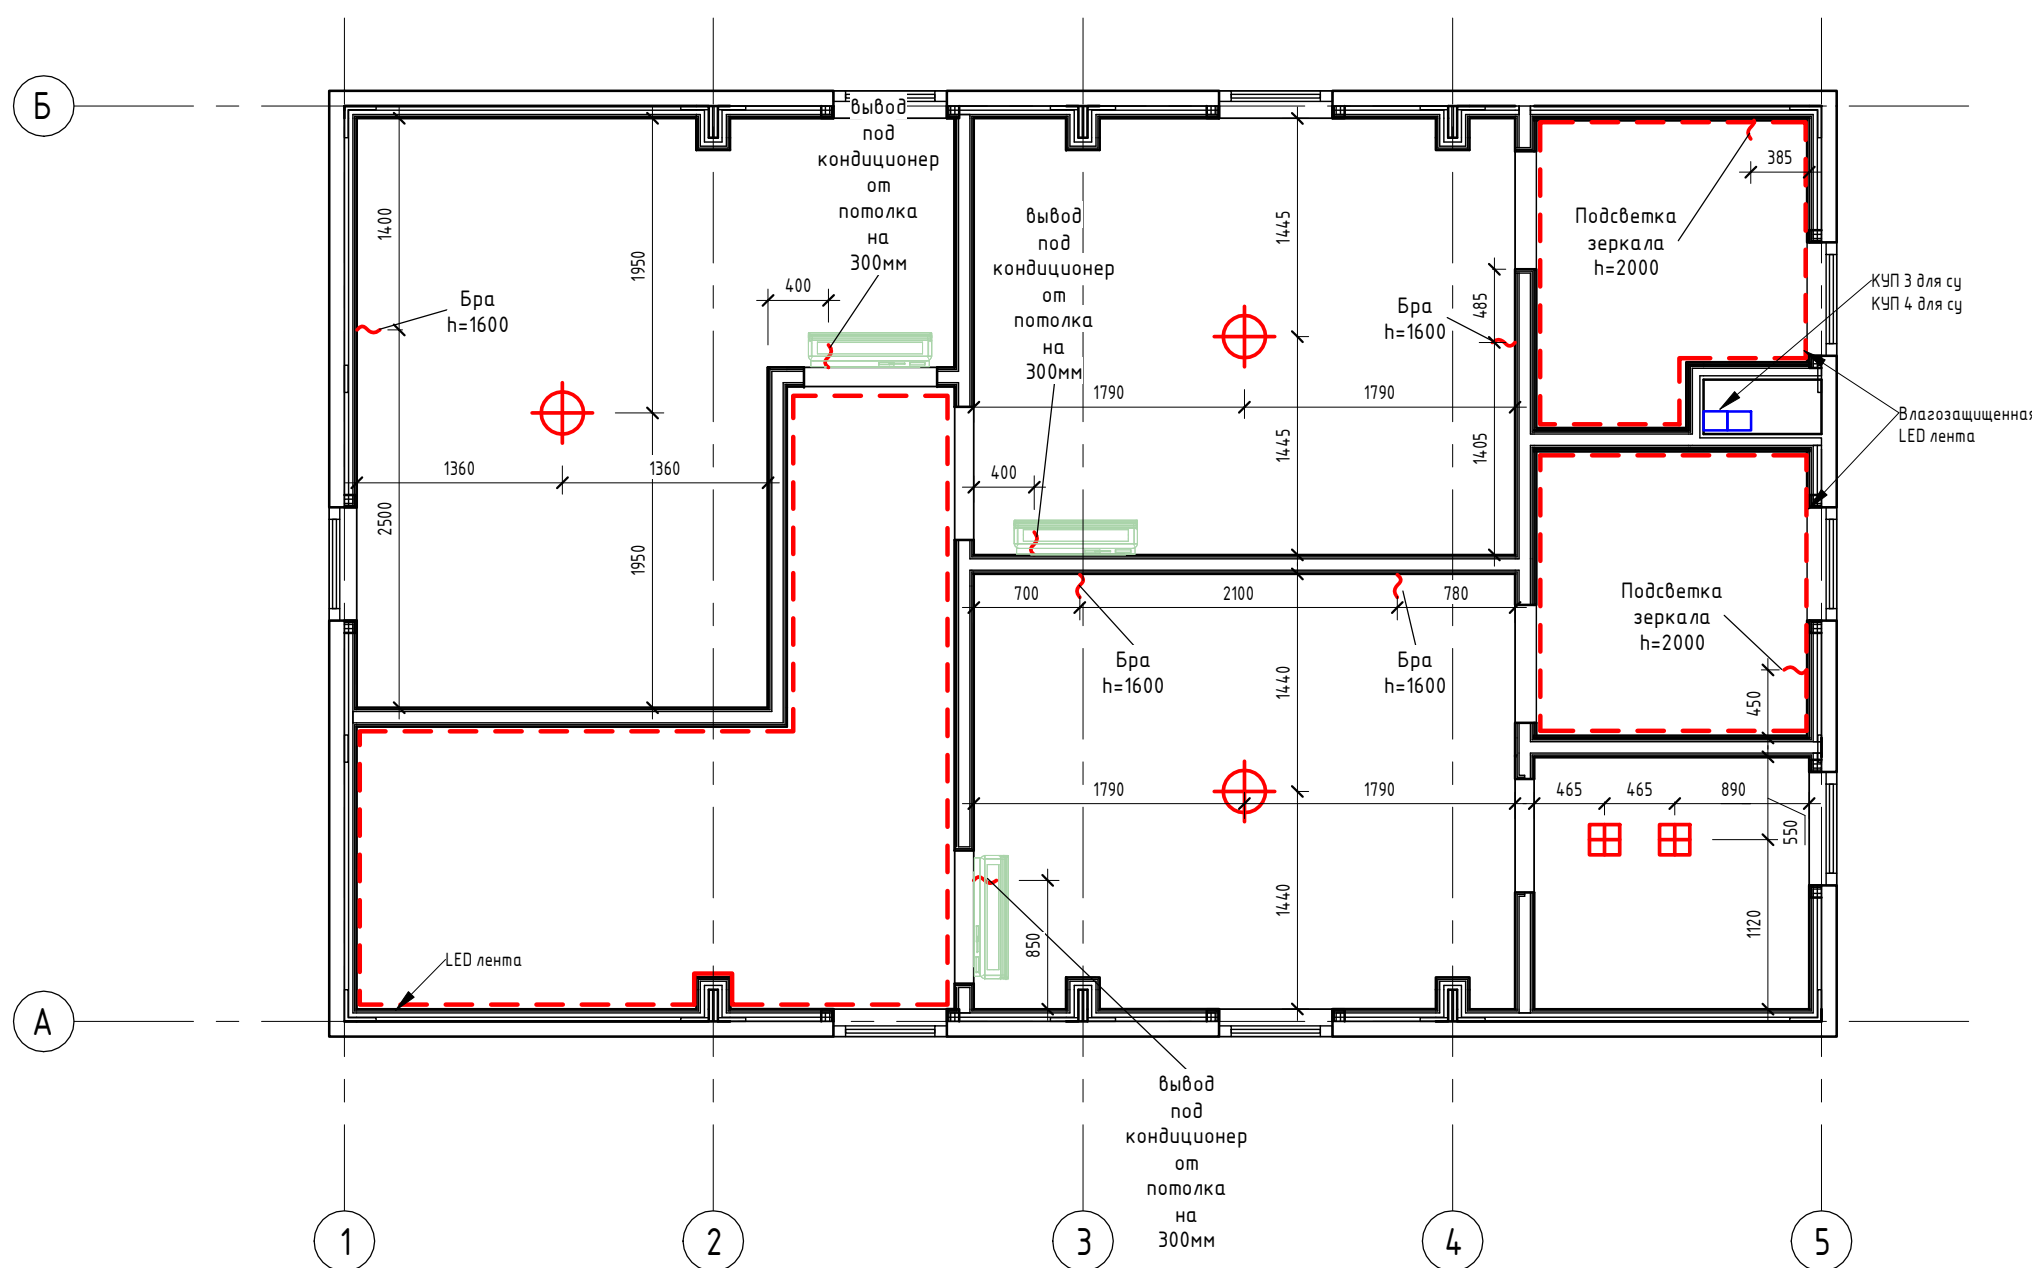 Б
вывод
под
кондиционер
от
потолка
на
300мм
385
1400
1950
1445
вывод
под
кондиционер
от
потолка
на
300мм
Подсветка
зеркала
h=2000
КУП 3 для су
КУП 4 для су
400
Бра
h=1600
485
Бра
h=1600
1790
1790
Влагозащищенная
LED лента
1360
1360
2500
1950
400
1445
1405
700
2100
780
Подсветка
зеркала
h=2000
Бра
h=1600
Бра
h=1600
1440
450
1790
1790
465
465
890
550
1440
1120
850
LED лента
А
вывод
под
кондиционер
от
потолка
на
300мм
1
2
3
4
5